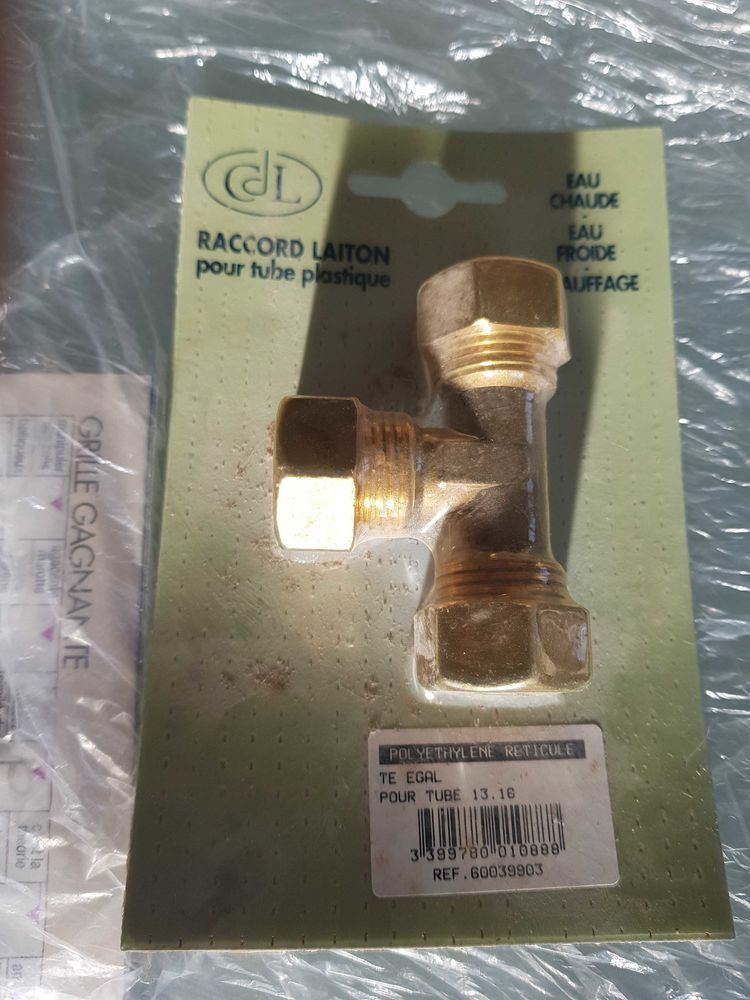 CdL
RACCORD LAITON
pour tube plastique
EAU
CHAUDE
EAU
FROIDE
AUFFAGE
POLYETHYLENE RETICULE
TE EGAL
POUR TUBE 13.16
3 399780 010898
REF.60039903
GRILLE GAGNANTE